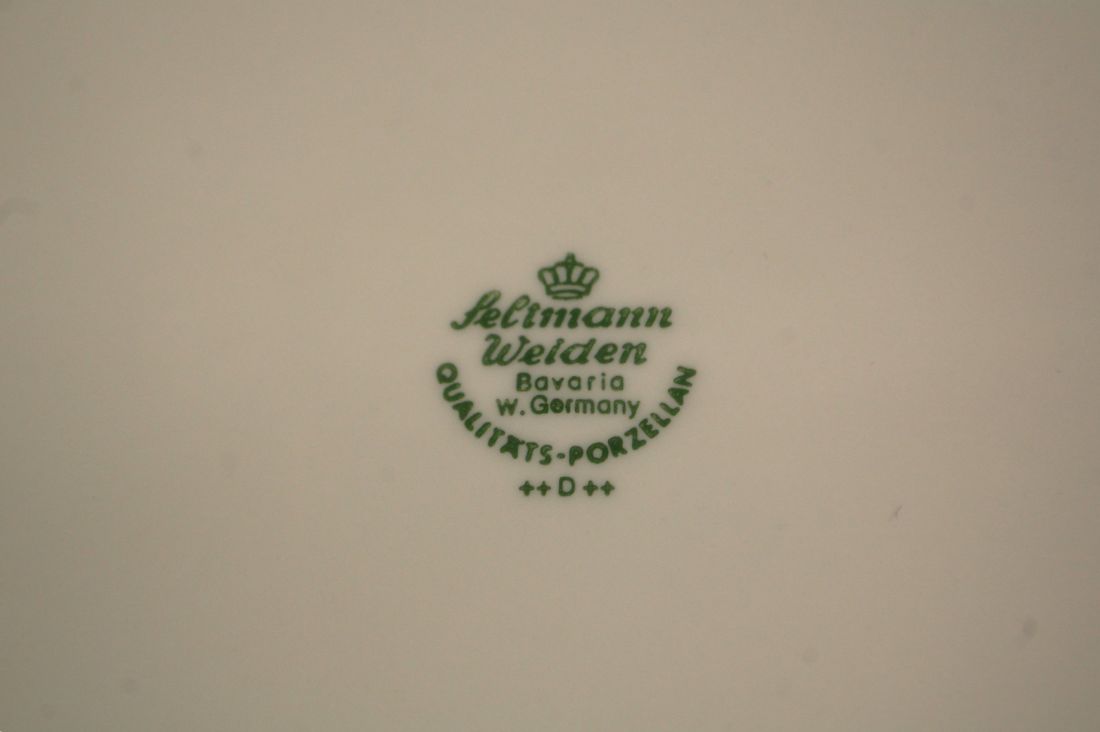 Seltmann
Weiden
Bavaria
W. Germany
QUALITÄTS-PORZELLAN
++ D ++